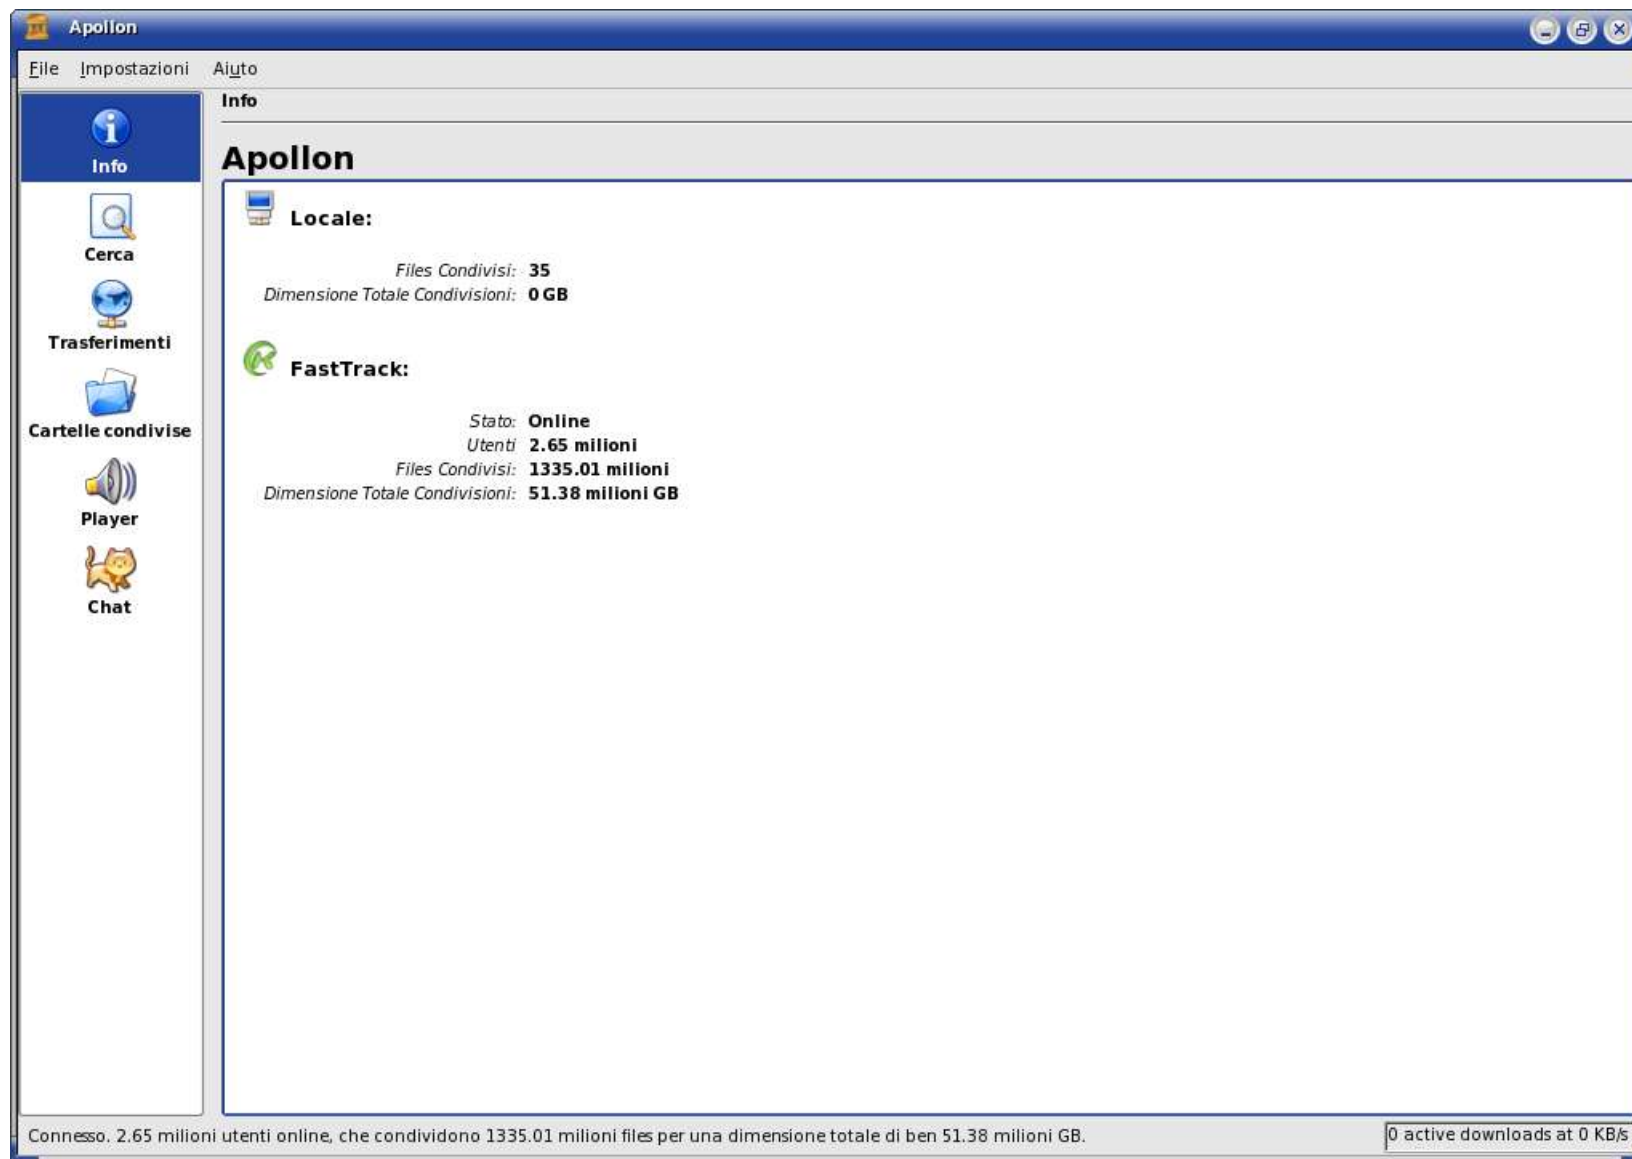 Apollon
File Impostazioni Aiuto
Info
Info
Cerca
Trasferimenti
Cartelle condivise
Player
Chat
Apollon
Locale:
Files Condivisi: 35
Dimensione Totale Condivisioni: 0 GB
FastTrack:
Stato: Online
Utenti 2.65 milioni
Files Condivisi: 1335.01 milioni
Dimensione Totale Condivisioni: 51.38 milioni GB
Connesso. 2.65 milioni utenti online, che condividono 1335.01 milioni files per una dimensione totale di ben 51.38 milioni GB.
0 active downloads at 0 KB/s